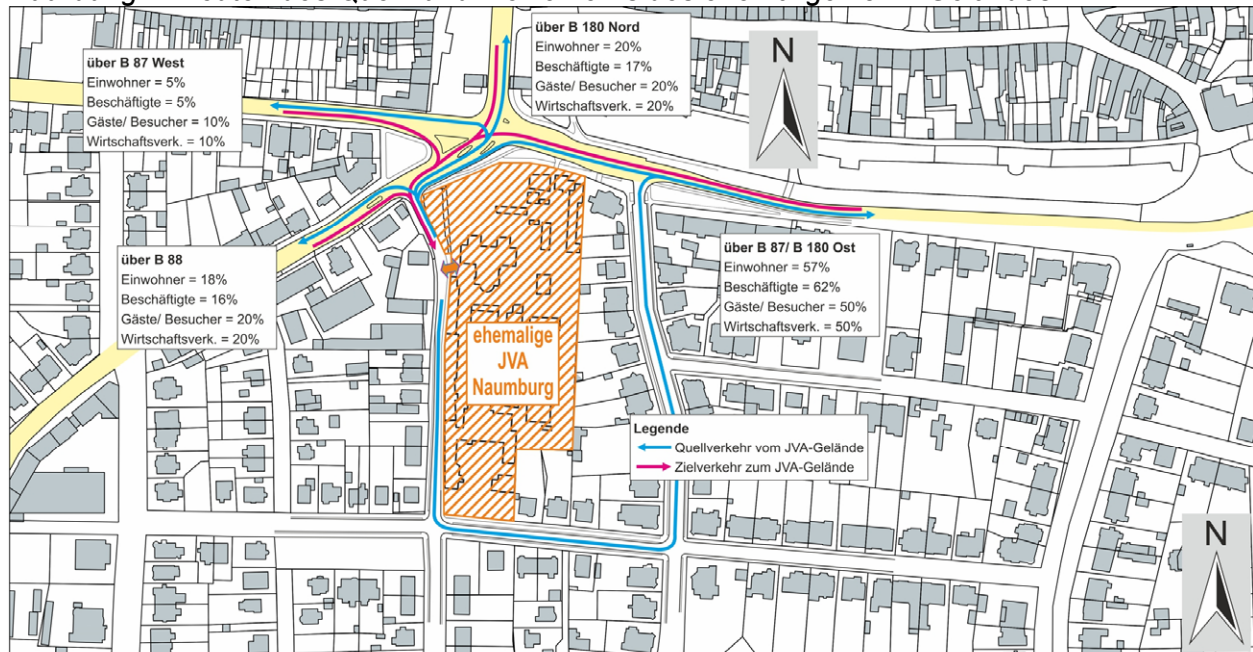 über B 180 Nord
Einwohner = 20%
Beschäftigte = 17%
Gäste/ Besucher = 20%
Wirtschaftsverk. = 20%
N
über B 87 West
Einwohner = 5%
Beschäftigte = 5%
Gäste/ Besucher = 10%
Wirtschaftsverk. = 10%
über B 88
Einwohner = 18%
Beschäftigte = 16%
Gäste/ Besucher = 20%
Wirtschaftsverk. = 20%
über B 87/ B 180 Ost
Einwohner = 57%
Beschäftigte = 62%
Gäste/ Besucher = 50%
Wirtschaftsverk. = 50%
ehemalige
JVA
Naumburg
Legende
Quellverkehr vom JVA-Gelände
Zielverkehr zum JVA-Gelände
N